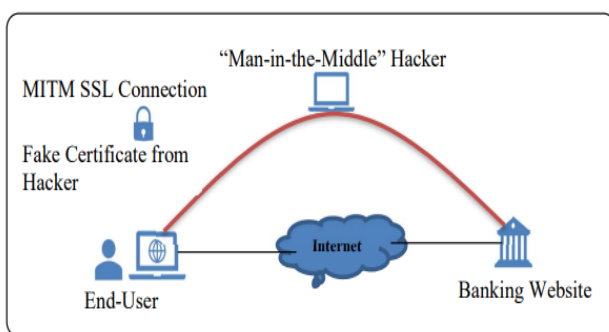 “Man-in-the-Middle” Hacker
MITM SSL Connection
Fake Certificate from
Hacker
Internet
End-User
Banking Website